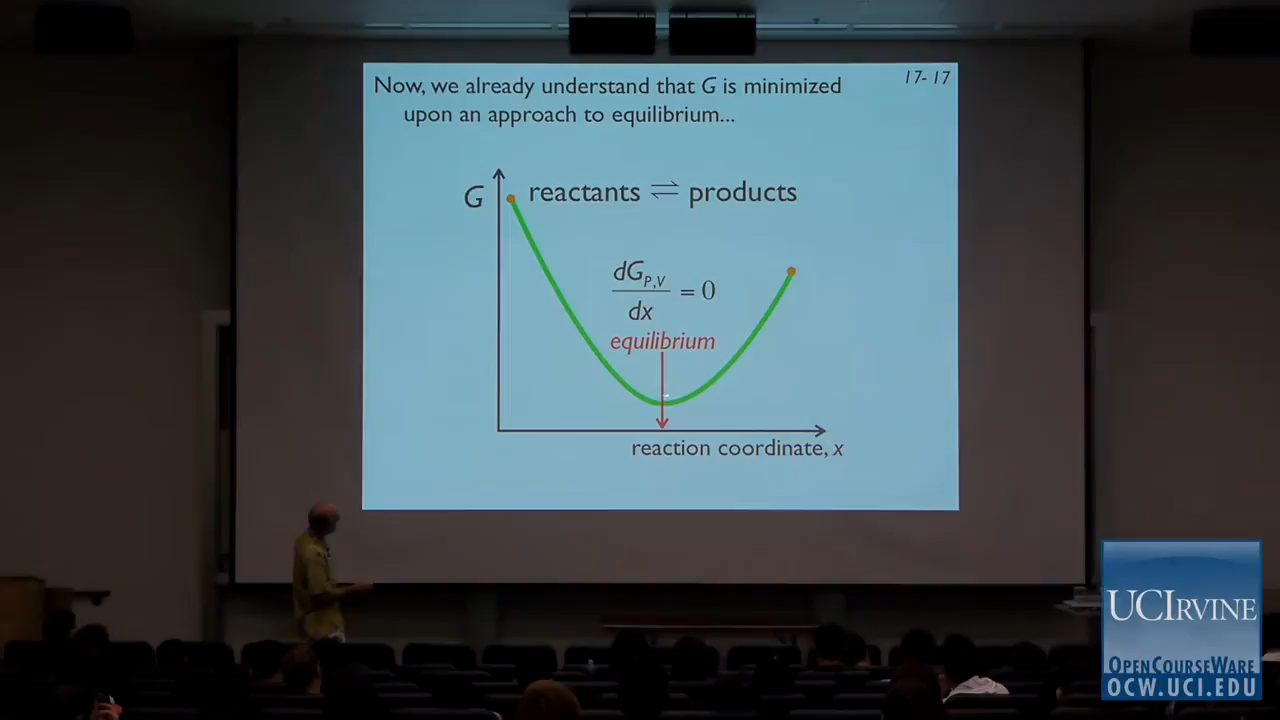 Now, we already understand that G is minimized
17- 17
upon an approach to equilibrium...
G
reactants ⇌ products
dG_{P,V}
dx
= 0
equilibrium
reaction coordinate, x
UCIRVINE
OPENCOURSEWARE
OCW.UCI.EDU